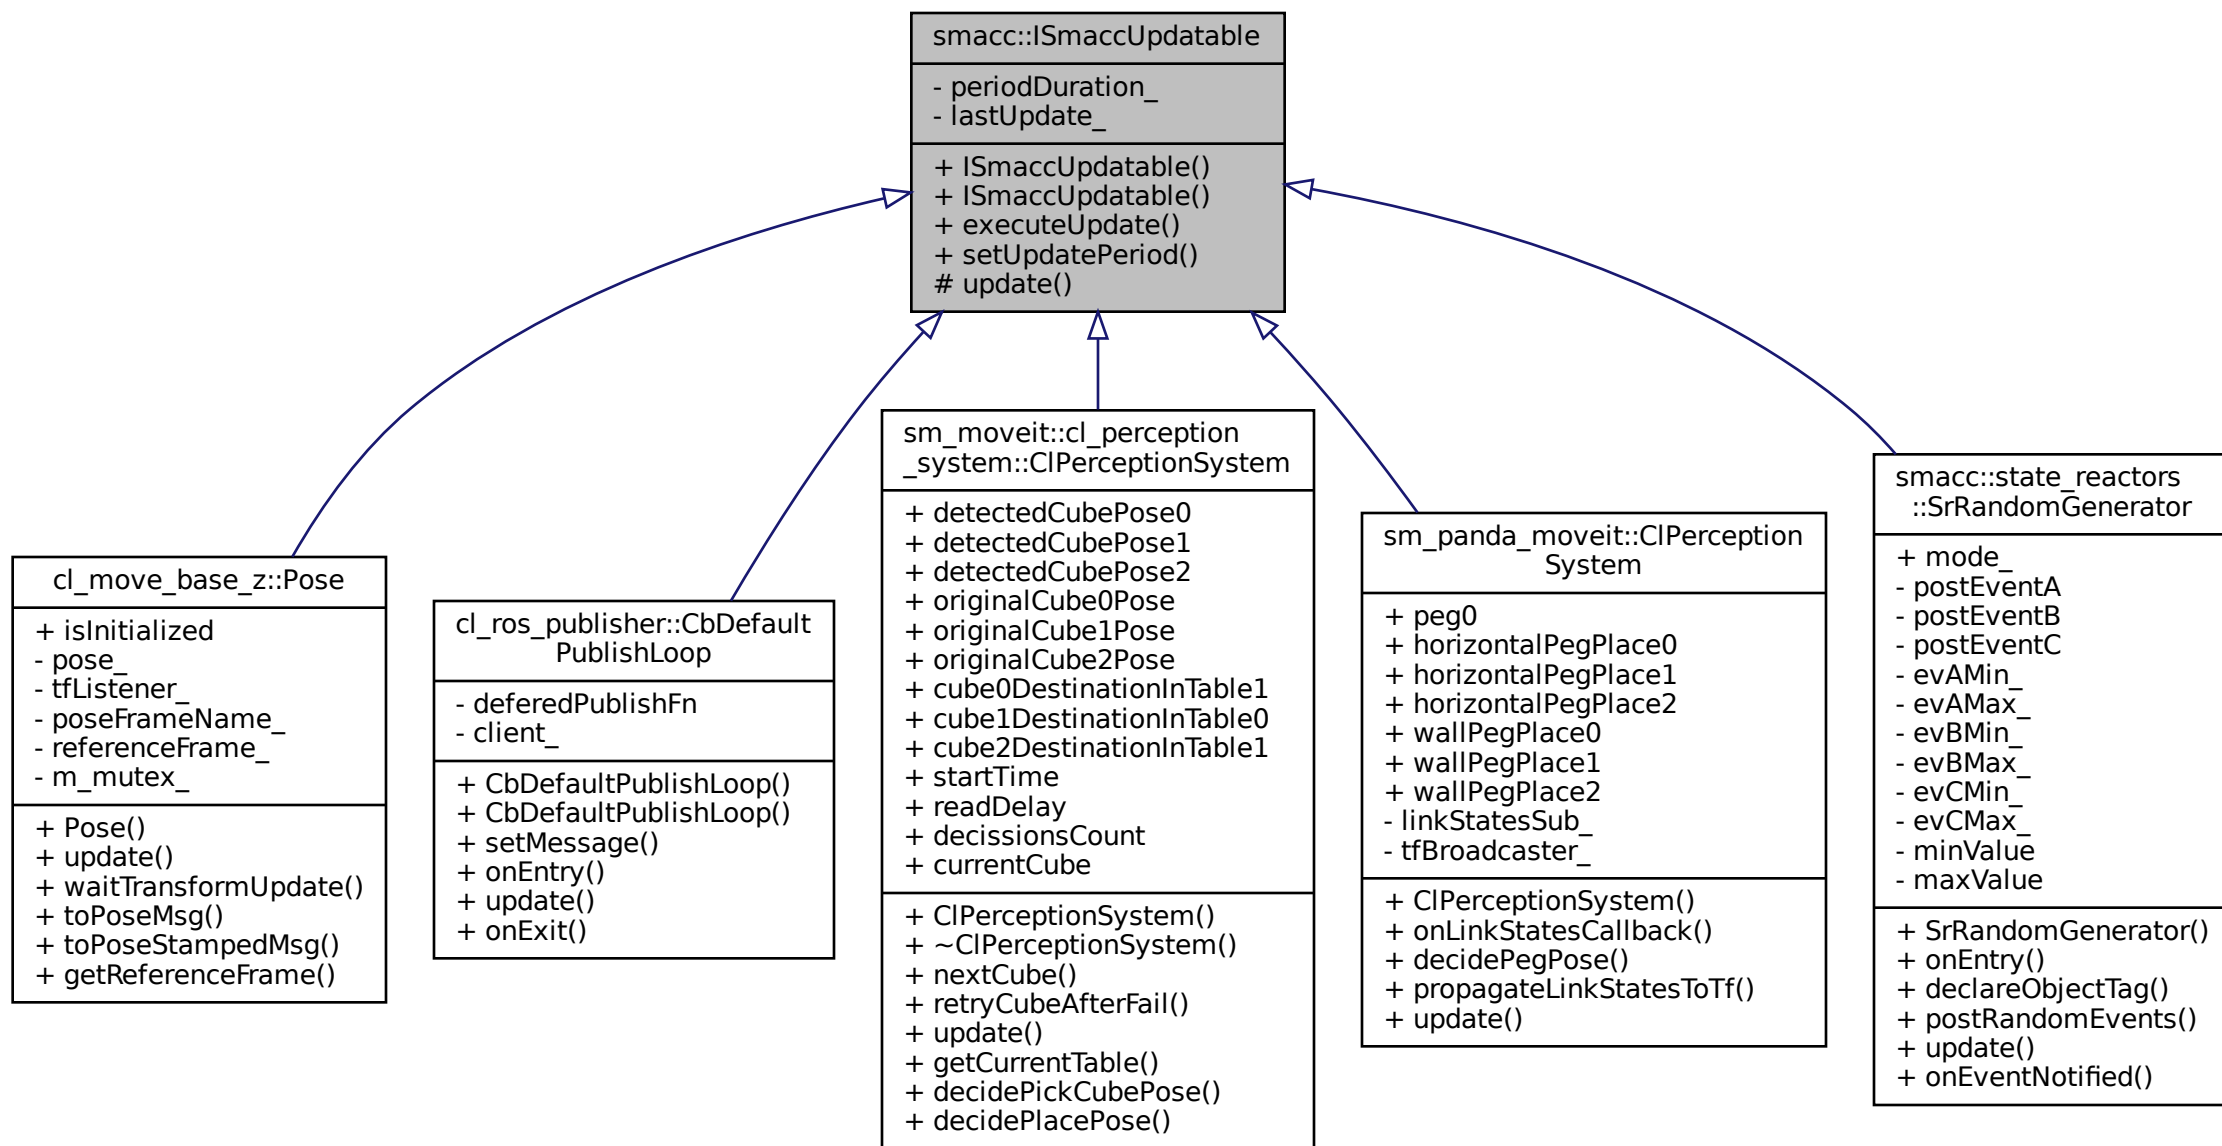 smacc::ISmaccUpdatable
- periodDuration_
- lastUpdate_
+ ISmaccUpdatable()
+ ISmaccUpdatable()
+ executeUpdate()
+ setUpdatePeriod()
# update()
cl_move_base_z::Pose
+ isInitialized
- pose_
- tfListener_
- poseFrameName_
- referenceFrame_
- m_mutex_
+ Pose()
+ update()
+ waitTransformUpdate()
+ toPoseMsg()
+ toPoseStampedMsg()
+ getReferenceFrame()
cl_ros_publisher::CbDefault
PublishLoop
- deferedPublishFn
- client_
+ CbDefaultPublishLoop()
+ CbDefaultPublishLoop()
+ setMessage()
+ onEntry()
+ update()
+ onExit()
sm_moveit::cl_perception
_system::ClPerceptionSystem
+ detectedCubePose0
+ detectedCubePose1
+ detectedCubePose2
+ originalCube0Pose
+ originalCube1Pose
+ originalCube2Pose
+ cube0DestinationInTable1
+ cube1DestinationInTable0
+ cube2DestinationInTable1
+ startTime
+ readDelay
+ decissionsCount
+ currentCube
+ ClPerceptionSystem()
+ ~ClPerceptionSystem()
+ nextCube()
+ retryCubeAfterFail()
+ update()
+ getCurrentTable()
+ decidePickCubePose()
+ decidePlacePose()
sm_panda_moveit::ClPerception
System
+ peg0
+ horizontalPegPlace0
+ horizontalPegPlace1
+ horizontalPegPlace2
+ wallPegPlace0
+ wallPegPlace1
+ wallPegPlace2
- linkStatesSub_
- tfBroadcaster_
+ ClPerceptionSystem()
+ onLinkStatesCallback()
+ decidePegPose()
+ propagateLinkStatesToTf()
+ update()
smacc::state_reactors
::SrRandomGenerator
+ mode_
- postEventA
- postEventB
- postEventC
- evAMin_
- evAMax_
- evBMin_
- evBMax_
- evCMin_
- evCMax_
- minValue
- maxValue
+ SrRandomGenerator()
+ onEntry()
+ declareObjectTag()
+ postRandomEvents()
+ update()
+ onEventNotified()